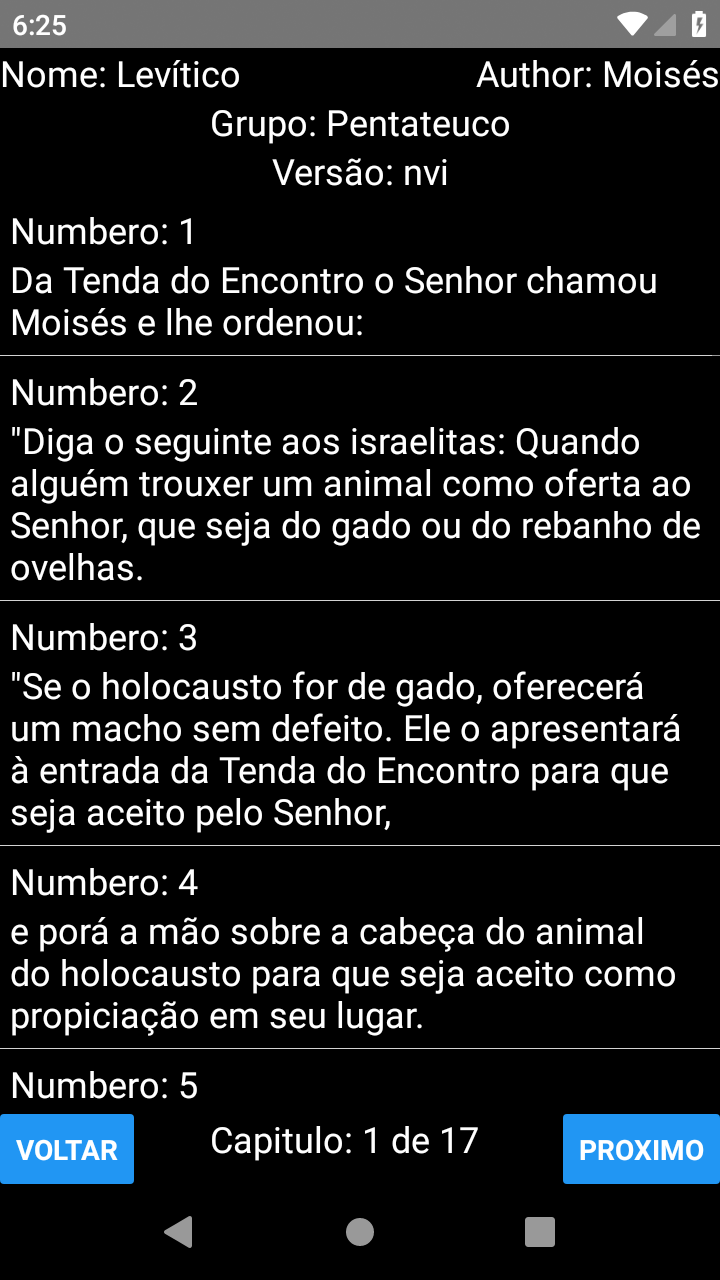 6:25
Nome: Levítico Author: Moisés
Grupo: Pentateuco
Versão: nvi
Numbero: 1
Da Tenda do Encontro o Senhor chamou
Moisés e lhe ordenou:
Numbero: 2
"Diga o seguinte aos israelitas: Quando
alguém trouxer um animal como oferta ao
Senhor, que seja do gado ou do rebanho de
ovelhas.
Numbero: 3
"Se o holocausto for de gado, oferecerá
um macho sem defeito. Ele o apresentará
à entrada da Tenda do Encontro para que
seja aceito pelo Senhor,
Numbero: 4
e porá a mão sobre a cabeça do animal
do holocausto para que seja aceito como
propiciação em seu lugar.
Numbero: 5
VOLTAR Capitulo: 1 de 17 PROXIMO